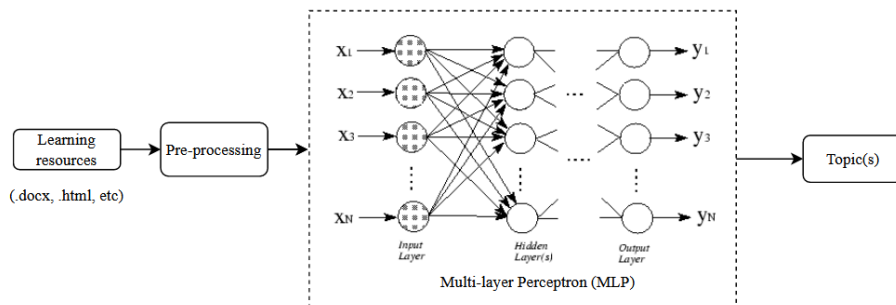 Learning
resources
(.docx, .html, etc)
Pre-processing
x1
x2
x3
xN
y1
y2
y3
yN
Input
Layer
Hidden
Layer(s)
Output
Layer
Multi-layer Perceptron (MLP)
Topic(s)